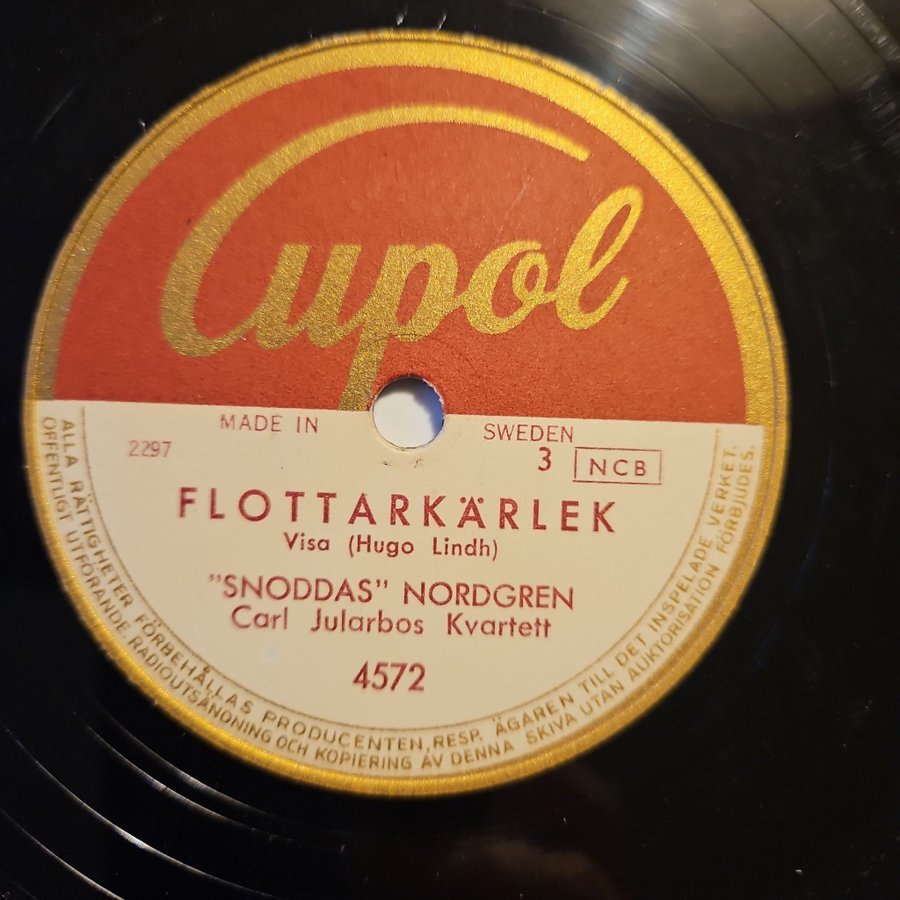 Cupol
MADE IN SWEDEN
2297 3 NCB
FLOTTARKÄRLEK
Visa (Hugo Lindh)
"SNODDAS" NORDGREN
Carl Jularbos Kvartett
4572
ALLA RÄTTIGHETER FÖRBEHÅLLAS PRODUCENTEN, RESP. ÄGAREN TILL DET INSPELADE VERKET.
OFFENTLIGT UTFÖRANDE RADIOUTSÄNDNING OCH KOPIERING AV DENNA SKIVA UTAN AUKTORISATION FÖRBJUDES.